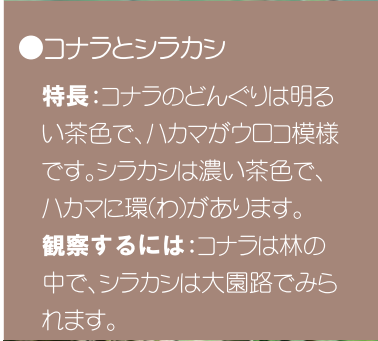 ●コナラとシラカシ
特長:コナラのどんぐりは明る
い茶色で、ハカマがウロコ模様
です。シラカシは濃い茶色で、
ハカマに環(わ)があります。
観察するには:コナラは林の
中で、シラカシは大園路でみら
れます。